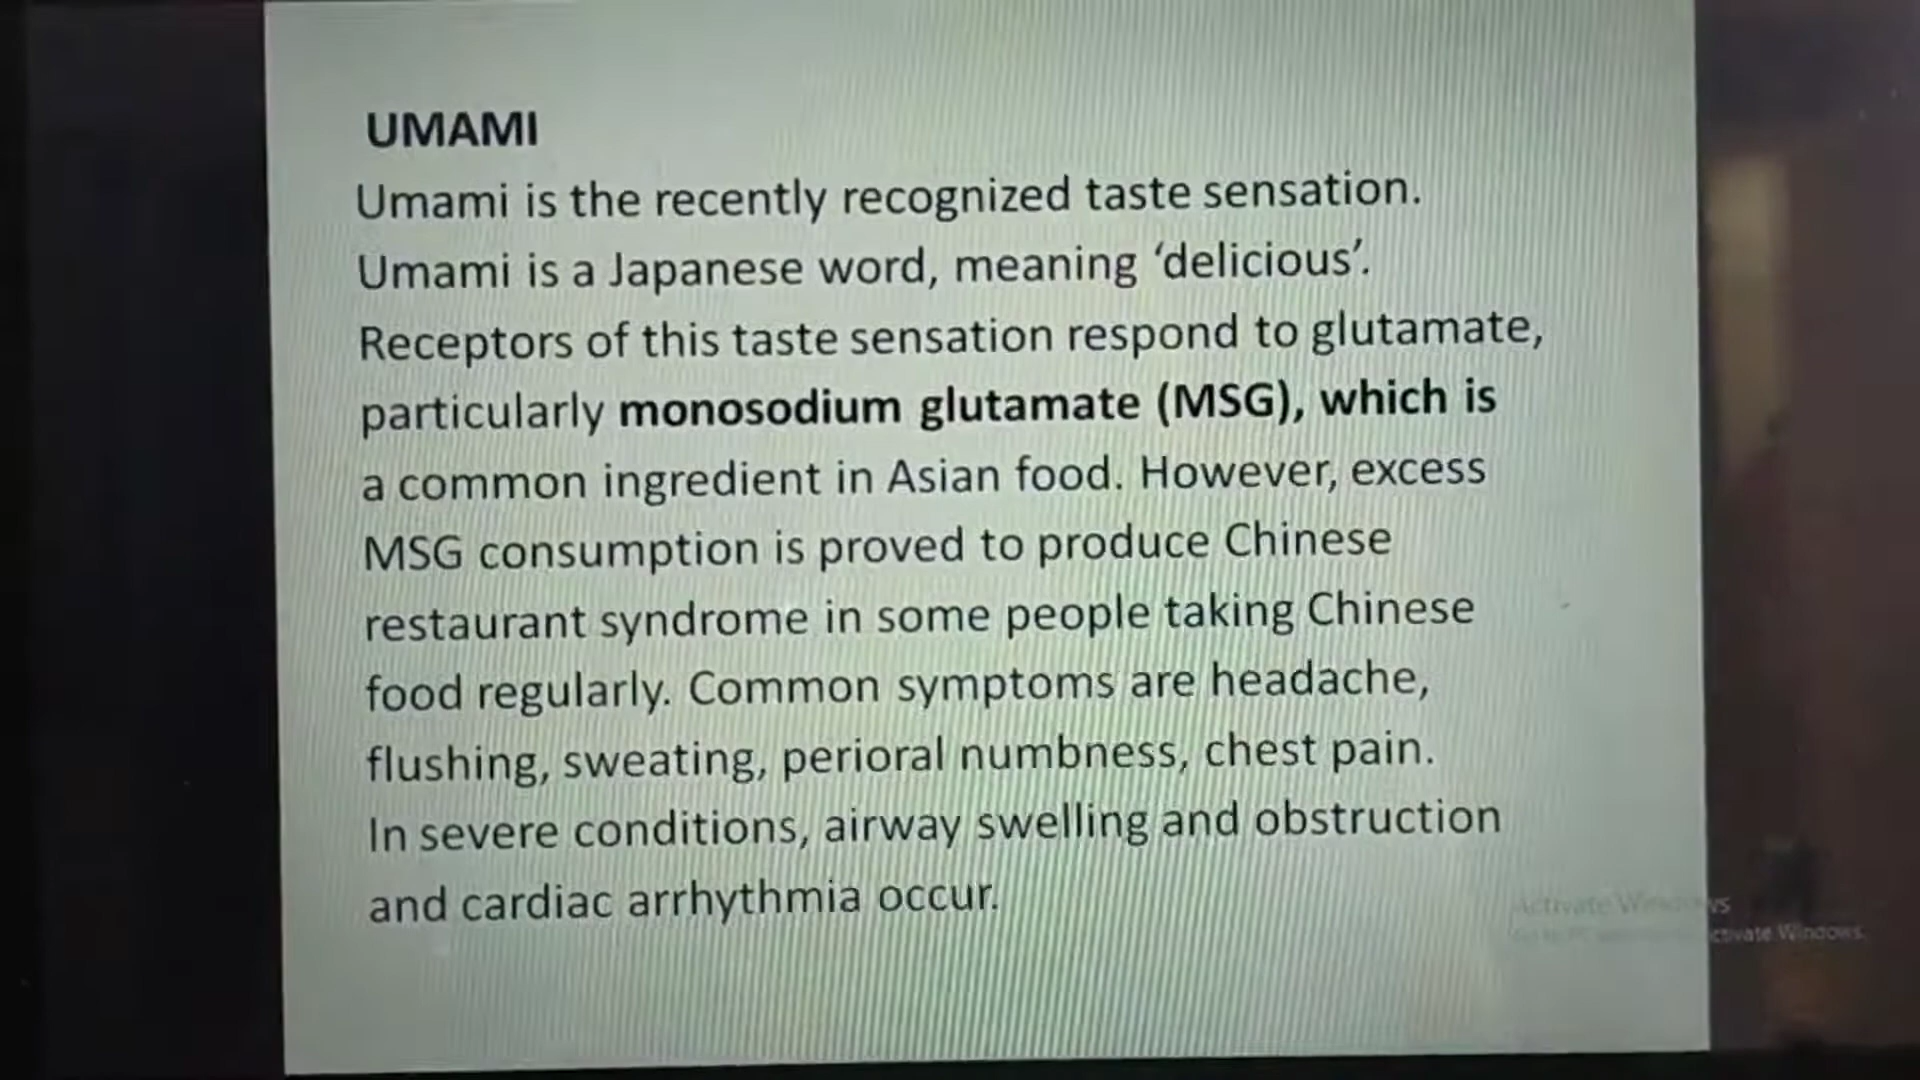 UMAMI
Umami is the recently recognized taste sensation.
Umami is a Japanese word, meaning ‘delicious’.
Receptors of this taste sensation respond to glutamate,
particularly monosodium glutamate (MSG), which is
a common ingredient in Asian food. However, excess
MSG consumption is proved to produce Chinese
restaurant syndrome in some people taking Chinese
food regularly. Common symptoms are headache,
flushing, sweating, perioral numbness, chest pain.
In severe conditions, airway swelling and obstruction
and cardiac arrhythmia occur.
Activate Windows
Activate Windows.